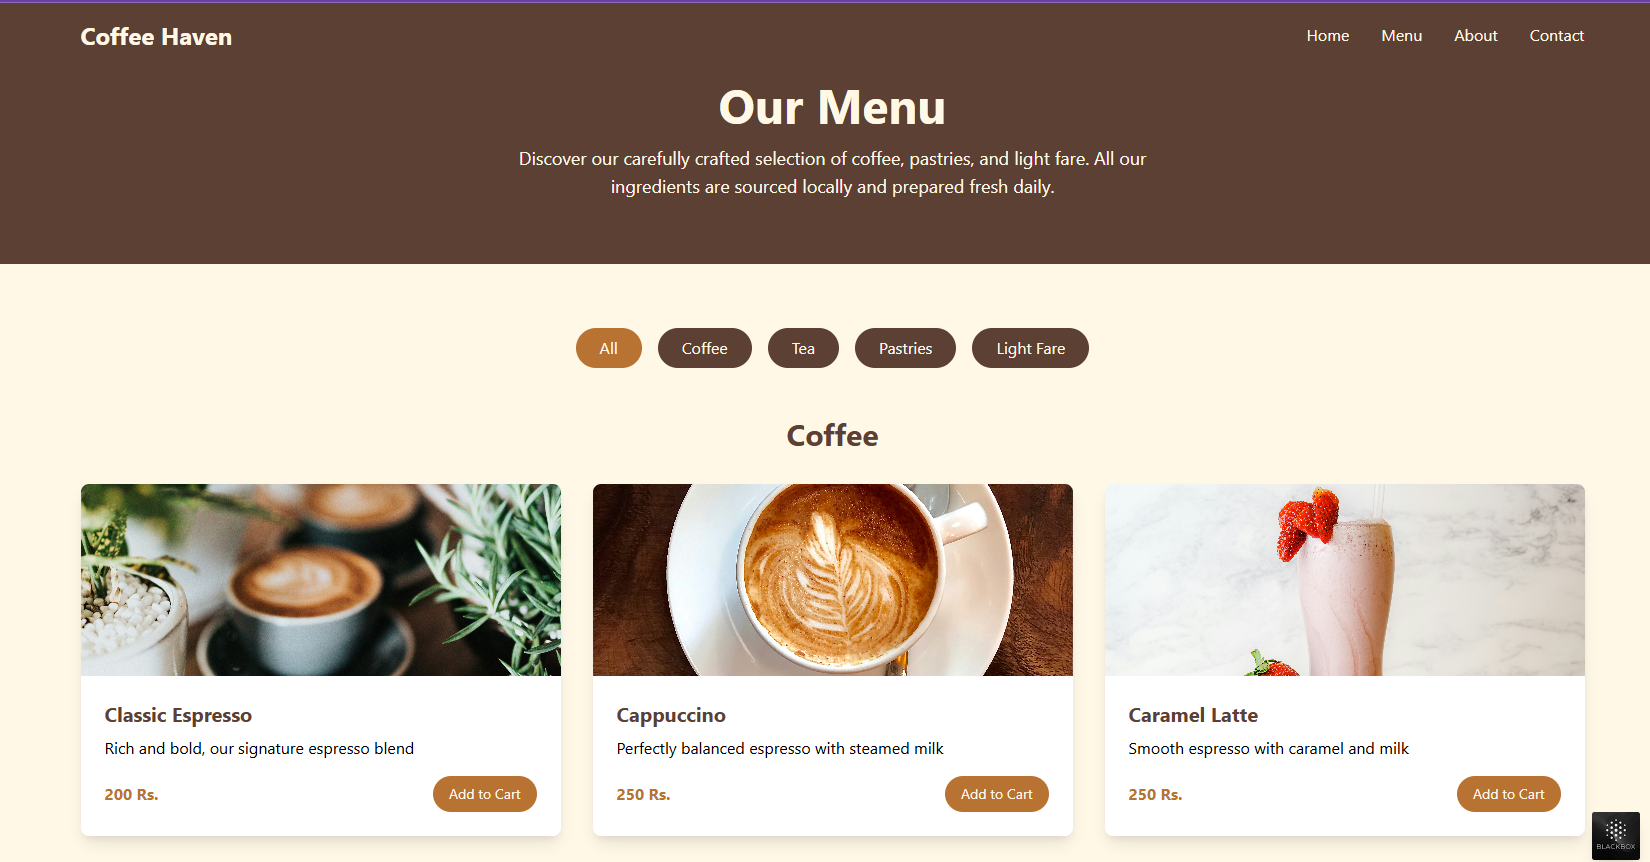 Coffee Haven
Home Menu About Contact
Our Menu
Discover our carefully crafted selection of coffee, pastries, and light fare. All our
ingredients are sourced locally and prepared fresh daily.
All Coffee Tea Pastries Light Fare
Coffee
Classic Espresso
Rich and bold, our signature espresso blend
200 Rs. Add to Cart
Cappuccino
Perfectly balanced espresso with steamed milk
250 Rs. Add to Cart
Caramel Latte
Smooth espresso with caramel and milk
250 Rs. Add to Cart
BLACKBOX